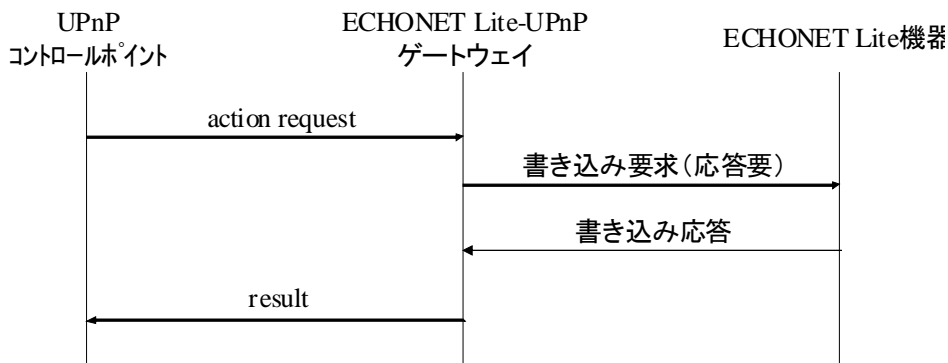 UPnP
コントロールポイント
ECHONET Lite-UPnP
ゲートウェイ
ECHONET Lite機器
action request
書き込み要求(応答要)
書き込み応答
result